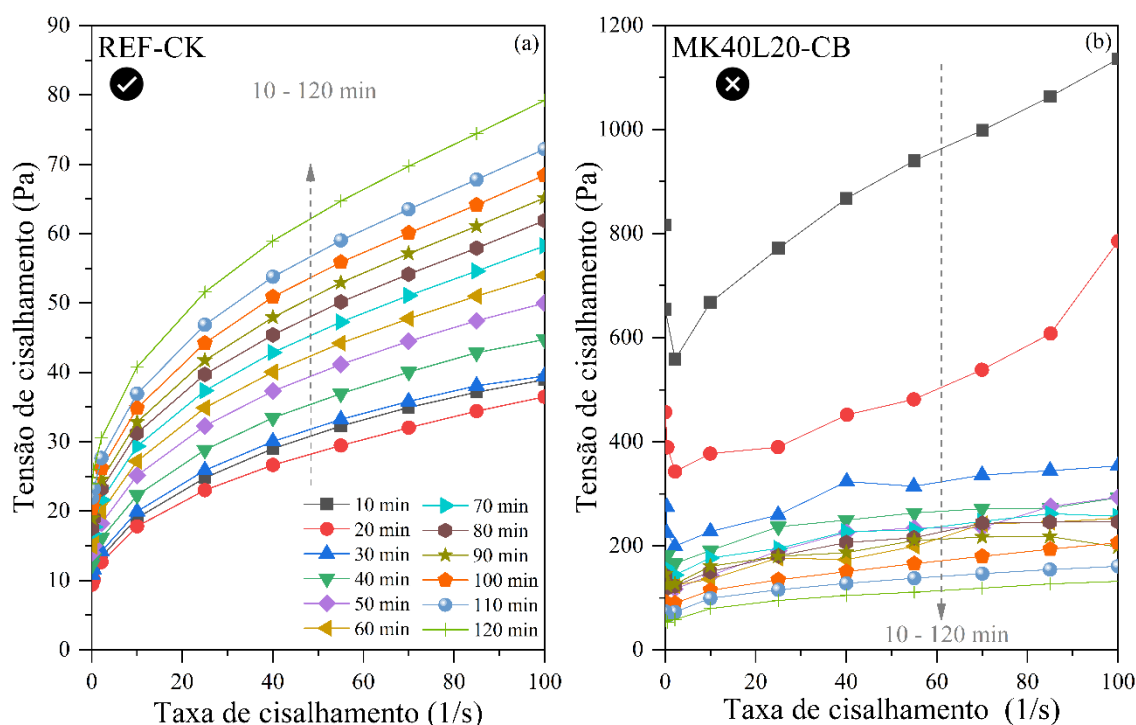 REF-CK
(a)
10 - 120 min
Tensão de cisalhamento (Pa)
90
80
70
60
50
40
30
20
10
0
10 min
20 min
30 min
40 min
50 min
60 min
70 min
80 min
90 min
100 min
110 min
120 min
0
20
40
60
80
100
Taxa de cisalhamento (1/s)
MK40L20-CB
(b)
Tensão de cisalhamento (Pa)
1200
1000
800
600
400
200
0
10 - 120 min
0
20
40
60
80
100
Taxa de cisalhamento (1/s)